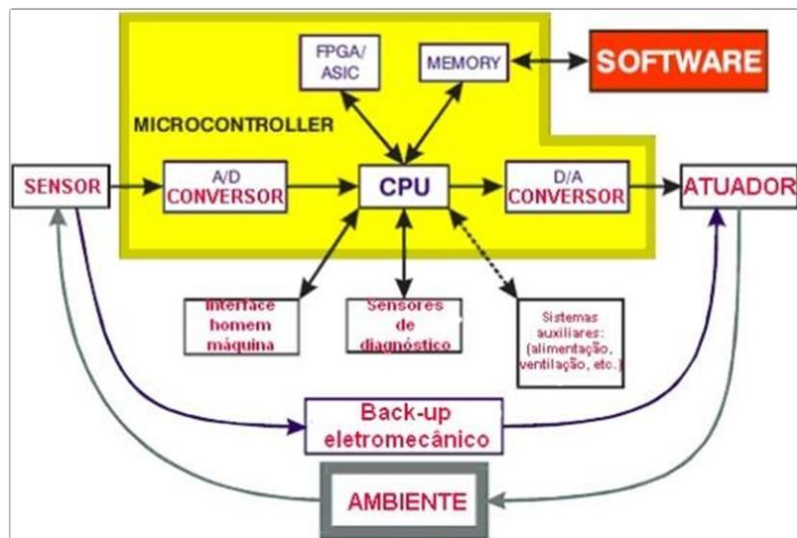 FPGA/
ASIC
MEMORY
SOFTWARE
MICROCONTROLLER
SENSOR
A/D
CONVERSOR
CPU
D/A
CONVERSOR
ATUADOR
Interface
homem
máquina
Sensores
de
diagnóstico
Sistemas
auxiliares:
(alimentação,
ventilação, etc.)
Back-up
eletromecânico
AMBIENTE